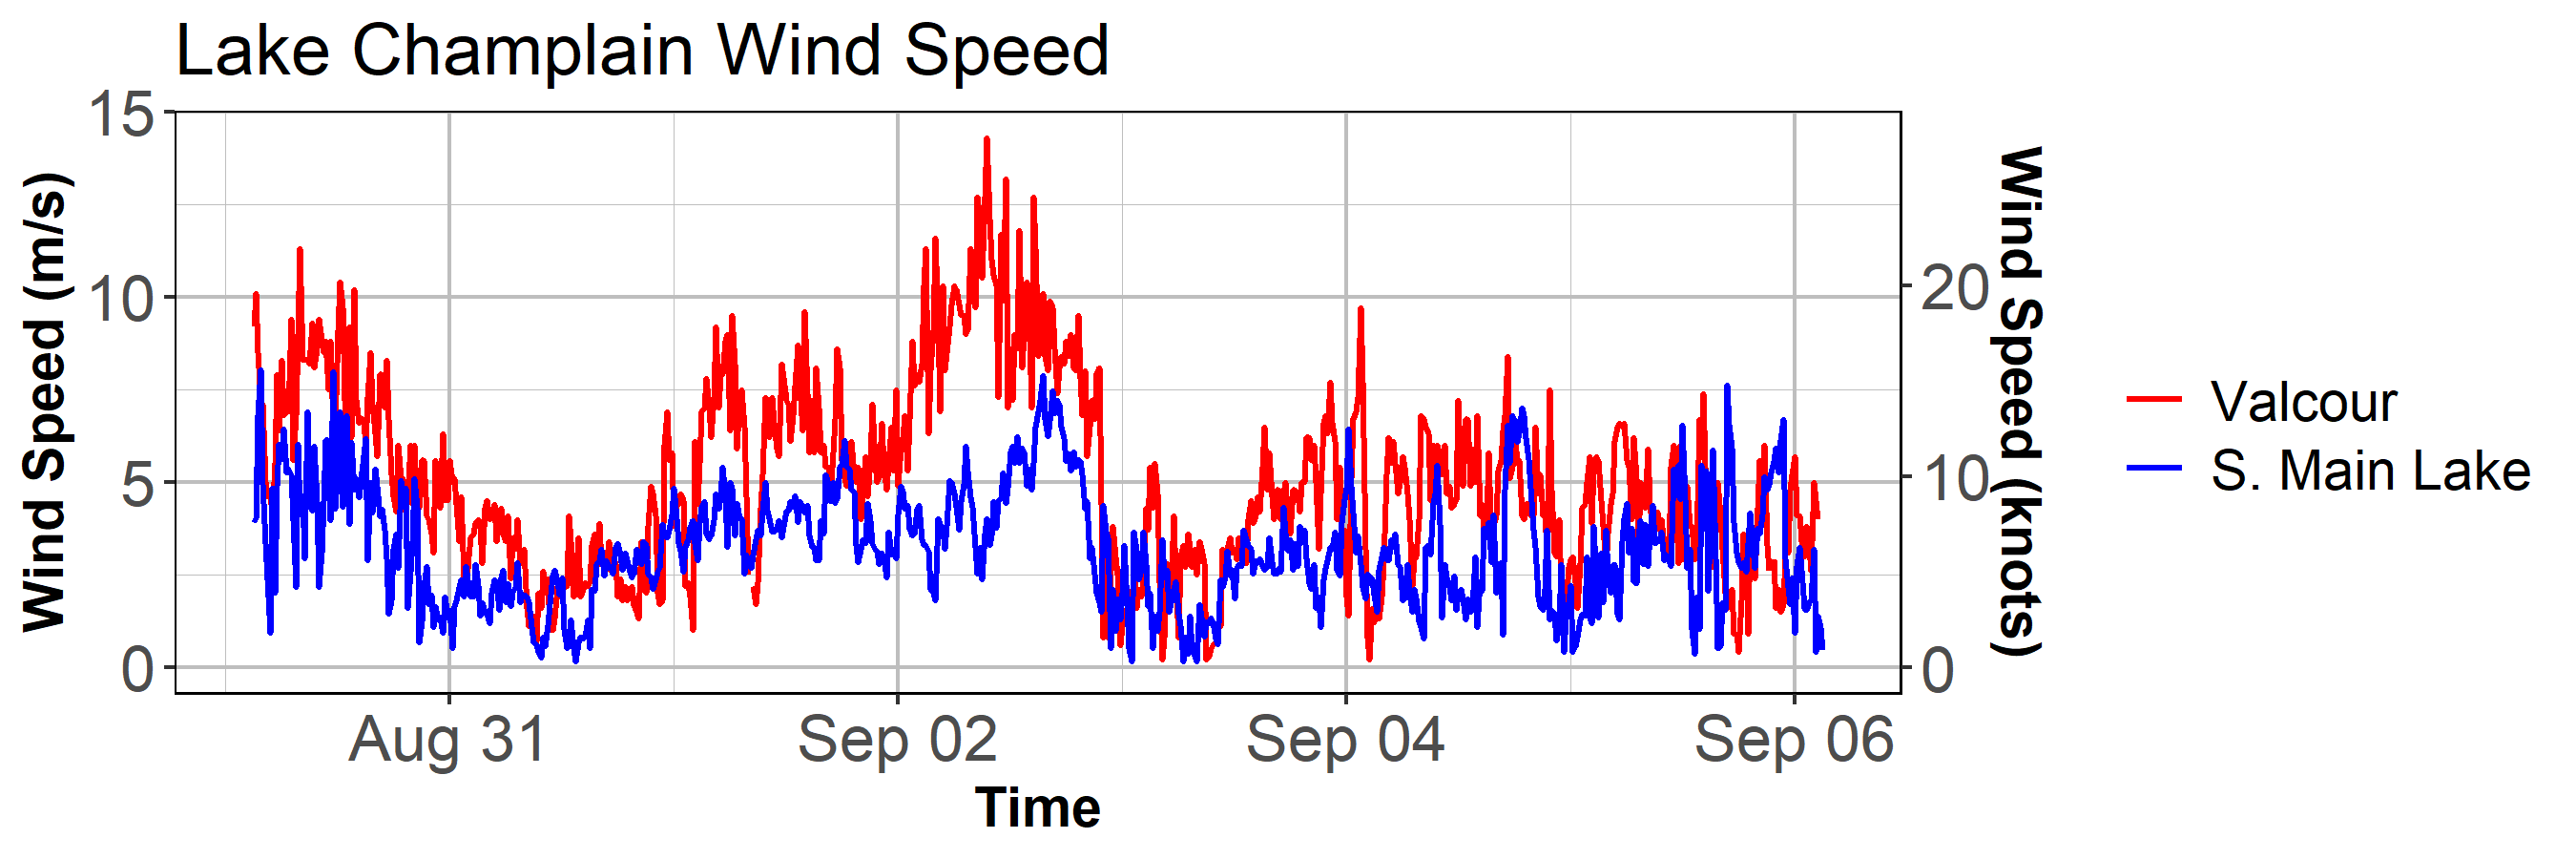 Lake Champlain Wind Speed
Wind Speed (m/s)
15
10
5
0
Aug 31
Sep 02
Sep 04
Sep 06
Time
20
10
0
Wind Speed (knots)
Valcour
S. Main Lake